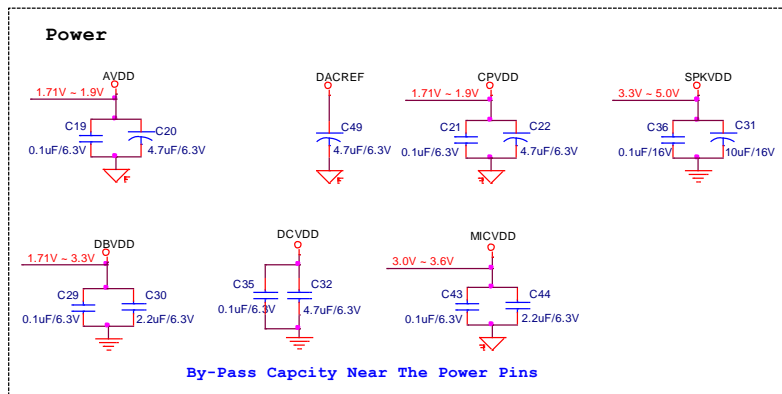 Power
AVDD
1.71V ~ 1.9V
C19
C20
0.1uF/6.3V
4.7uF/6.3V
DACREF
C49
4.7uF/6.3V
CPVDD
1.71V ~ 1.9V
C21
C22
0.1uF/6.3V
4.7uF/6.3V
SPKVDD
3.3V ~ 5.0V
C36
C31
0.1uF/16V
10uF/16V
DBVDD
1.71V ~ 3.3V
C29
C30
0.1uF/6.3V
2.2uF/6.3V
DCVDD
C35
C32
0.1uF/6.3V
4.7uF/6.3V
MICVDD
3.0V ~ 3.6V
C43
C44
0.1uF/6.3V
2.2uF/6.3V
By-Pass Capcity Near The Power Pins